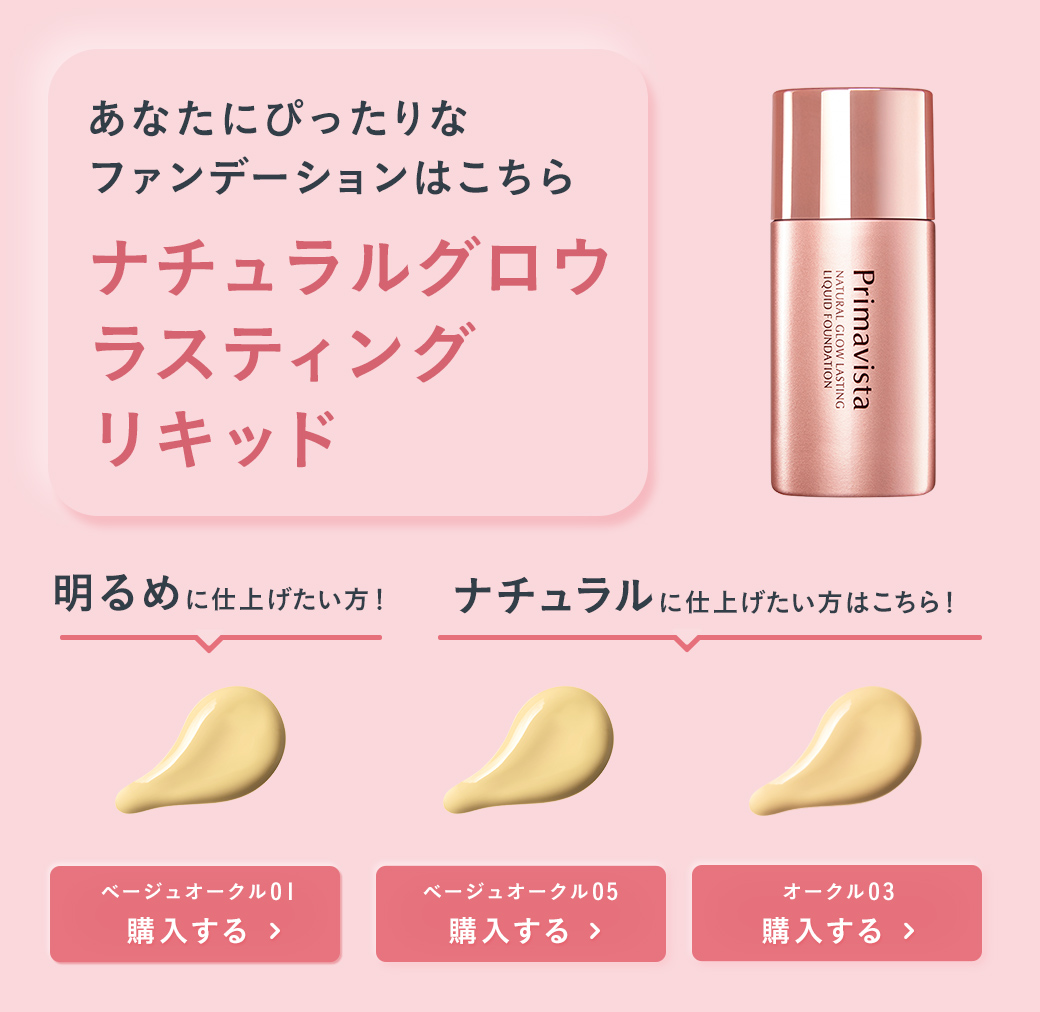 あなたにぴったりな
ファンデーションはこちら
ナチュラルグロウ
ラスティング
リキッド
Primavista
NATURAL GLOW LASTING
LIQUID FOUNDATION
明るめに仕上げたい方!
ナチュラルに仕上げたい方はこちら!
ベージュオークル01
購入する >
ベージュオークル05
購入する >
オークル03
購入する >